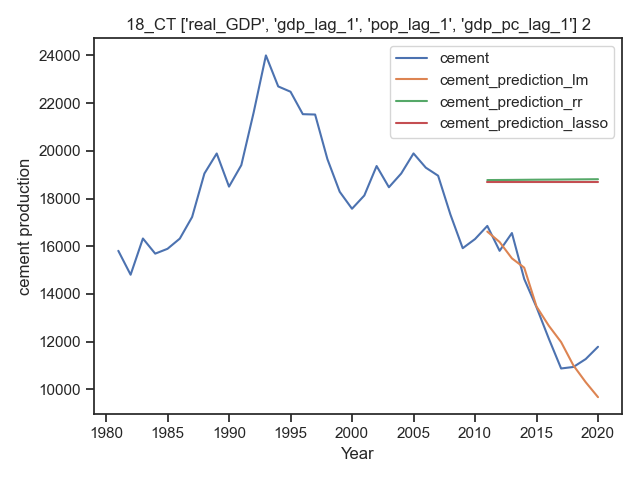 18_CT ['real_GDP', 'gdp_lag_1', 'pop_lag_1', 'gdp_pc_lag_1'] 2
cement
cement_prediction_lm
cement_prediction_rr
cement_prediction_lasso
cement production
24000
22000
20000
18000
16000
14000
12000
10000
1980 1985 1990 1995 2000 2005 2010 2015 2020
Year